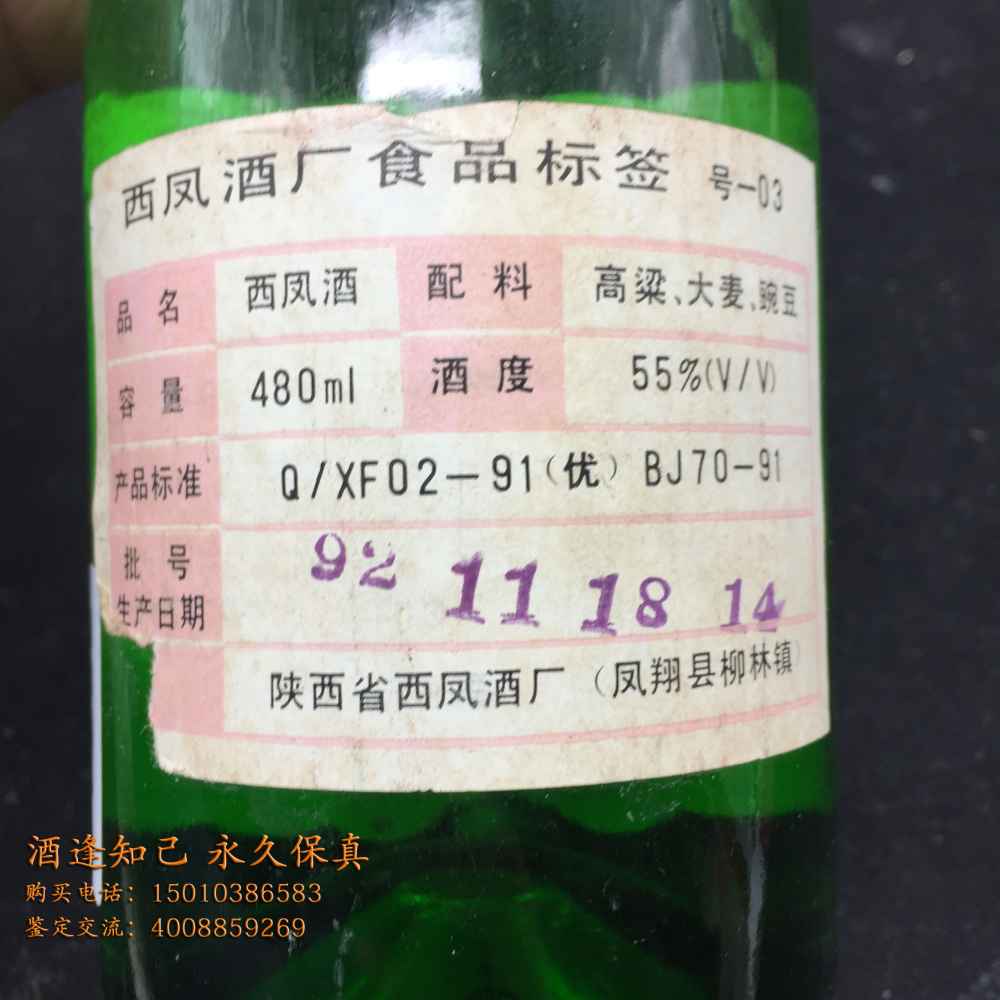 西凤酒厂食品标签 号-03
品名 西凤酒 配料 高粱、大麦、豌豆
容量 480ml 酒度 55%(V/V)
产品标准 Q/XF02-91(优) BJ70-91
批号
生产日期 92 11 18 14
陕西省西凤酒厂(凤翔县柳林镇)
酒逢知己 永久保真
购买电话：15010386583
鉴定交流：4008859269